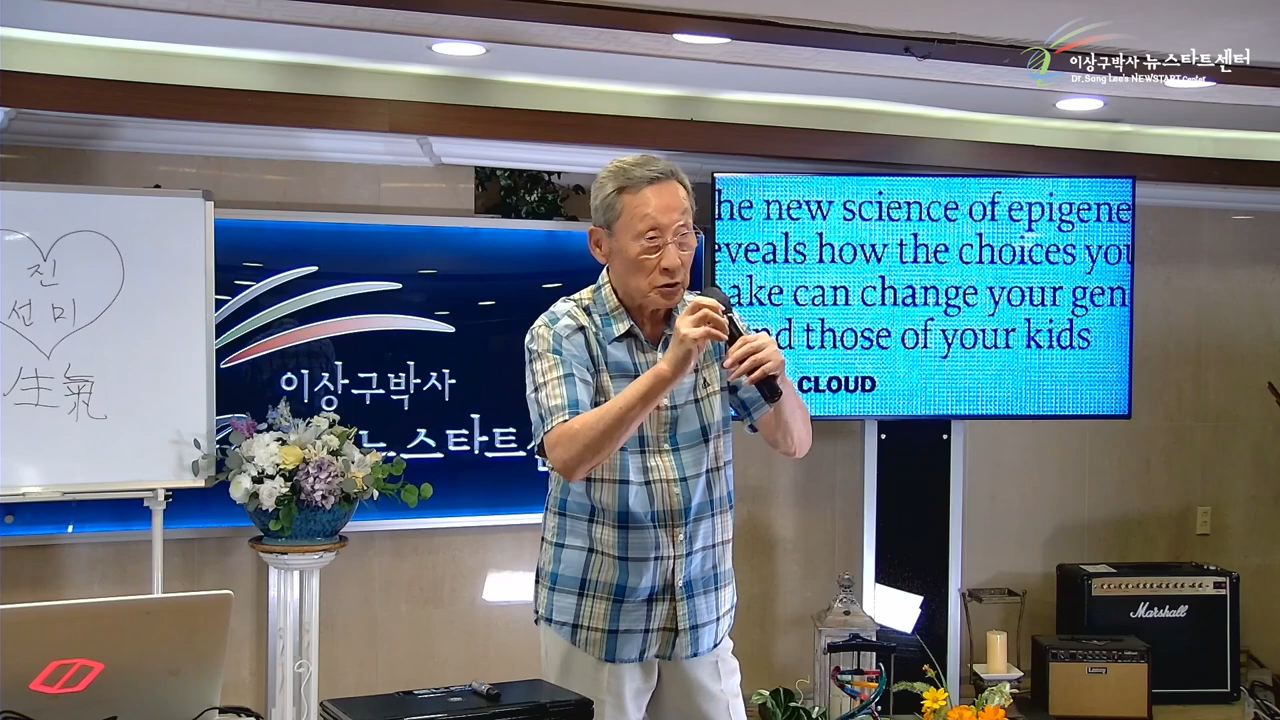 이상구박사 뉴스타트센터
Dr. Sang Lee's NEWSTART Center
진
선 미
生氣
이상구박사
뉴스타트
he new science of epigene
eveals how the choices you
ake can change your gen
nd those of your kids
CLOUD
Marshall
Laney